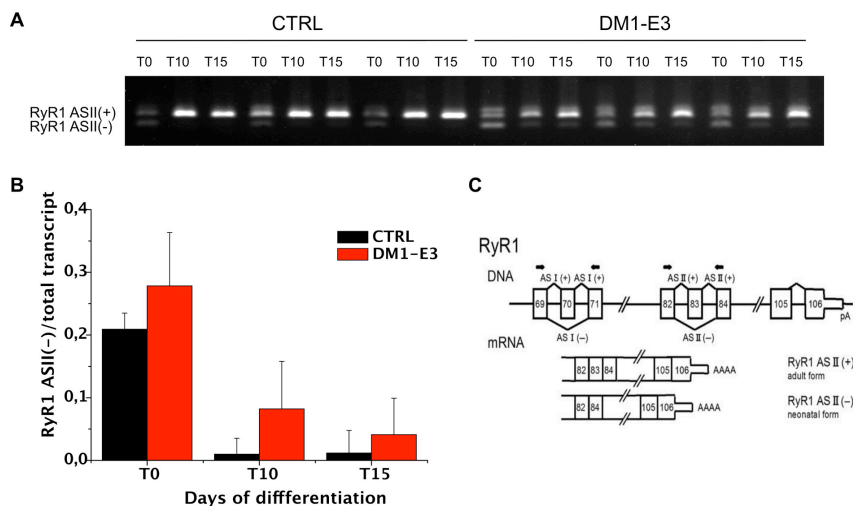 A
CTRL DM1-E3
T0 T10 T15 T0 T10 T15 T0 T10 T15 T0 T10 T15 T0 T10 T15 T0 T10 T15
RyR1 ASII(+)
RyR1 ASII(-)
B
RyR1 ASII(-)/total transcript
0,4
0,3
0,2
0,1
0,0
CTRL
DM1-E3
T0 T10 T15
Days of diffferentiation
C
RyR1
DNA
AS I (+) AS I (+) AS II (+) AS II (+)
69 70 71 82 83 84 105 106
pA
AS I (-) AS II (-)
mRNA
82 83 84 105 106 AAAA
RyR1 AS II (+)
adult form
82 84 105 106 AAAA
RyR1 AS II (-)
neonatal form